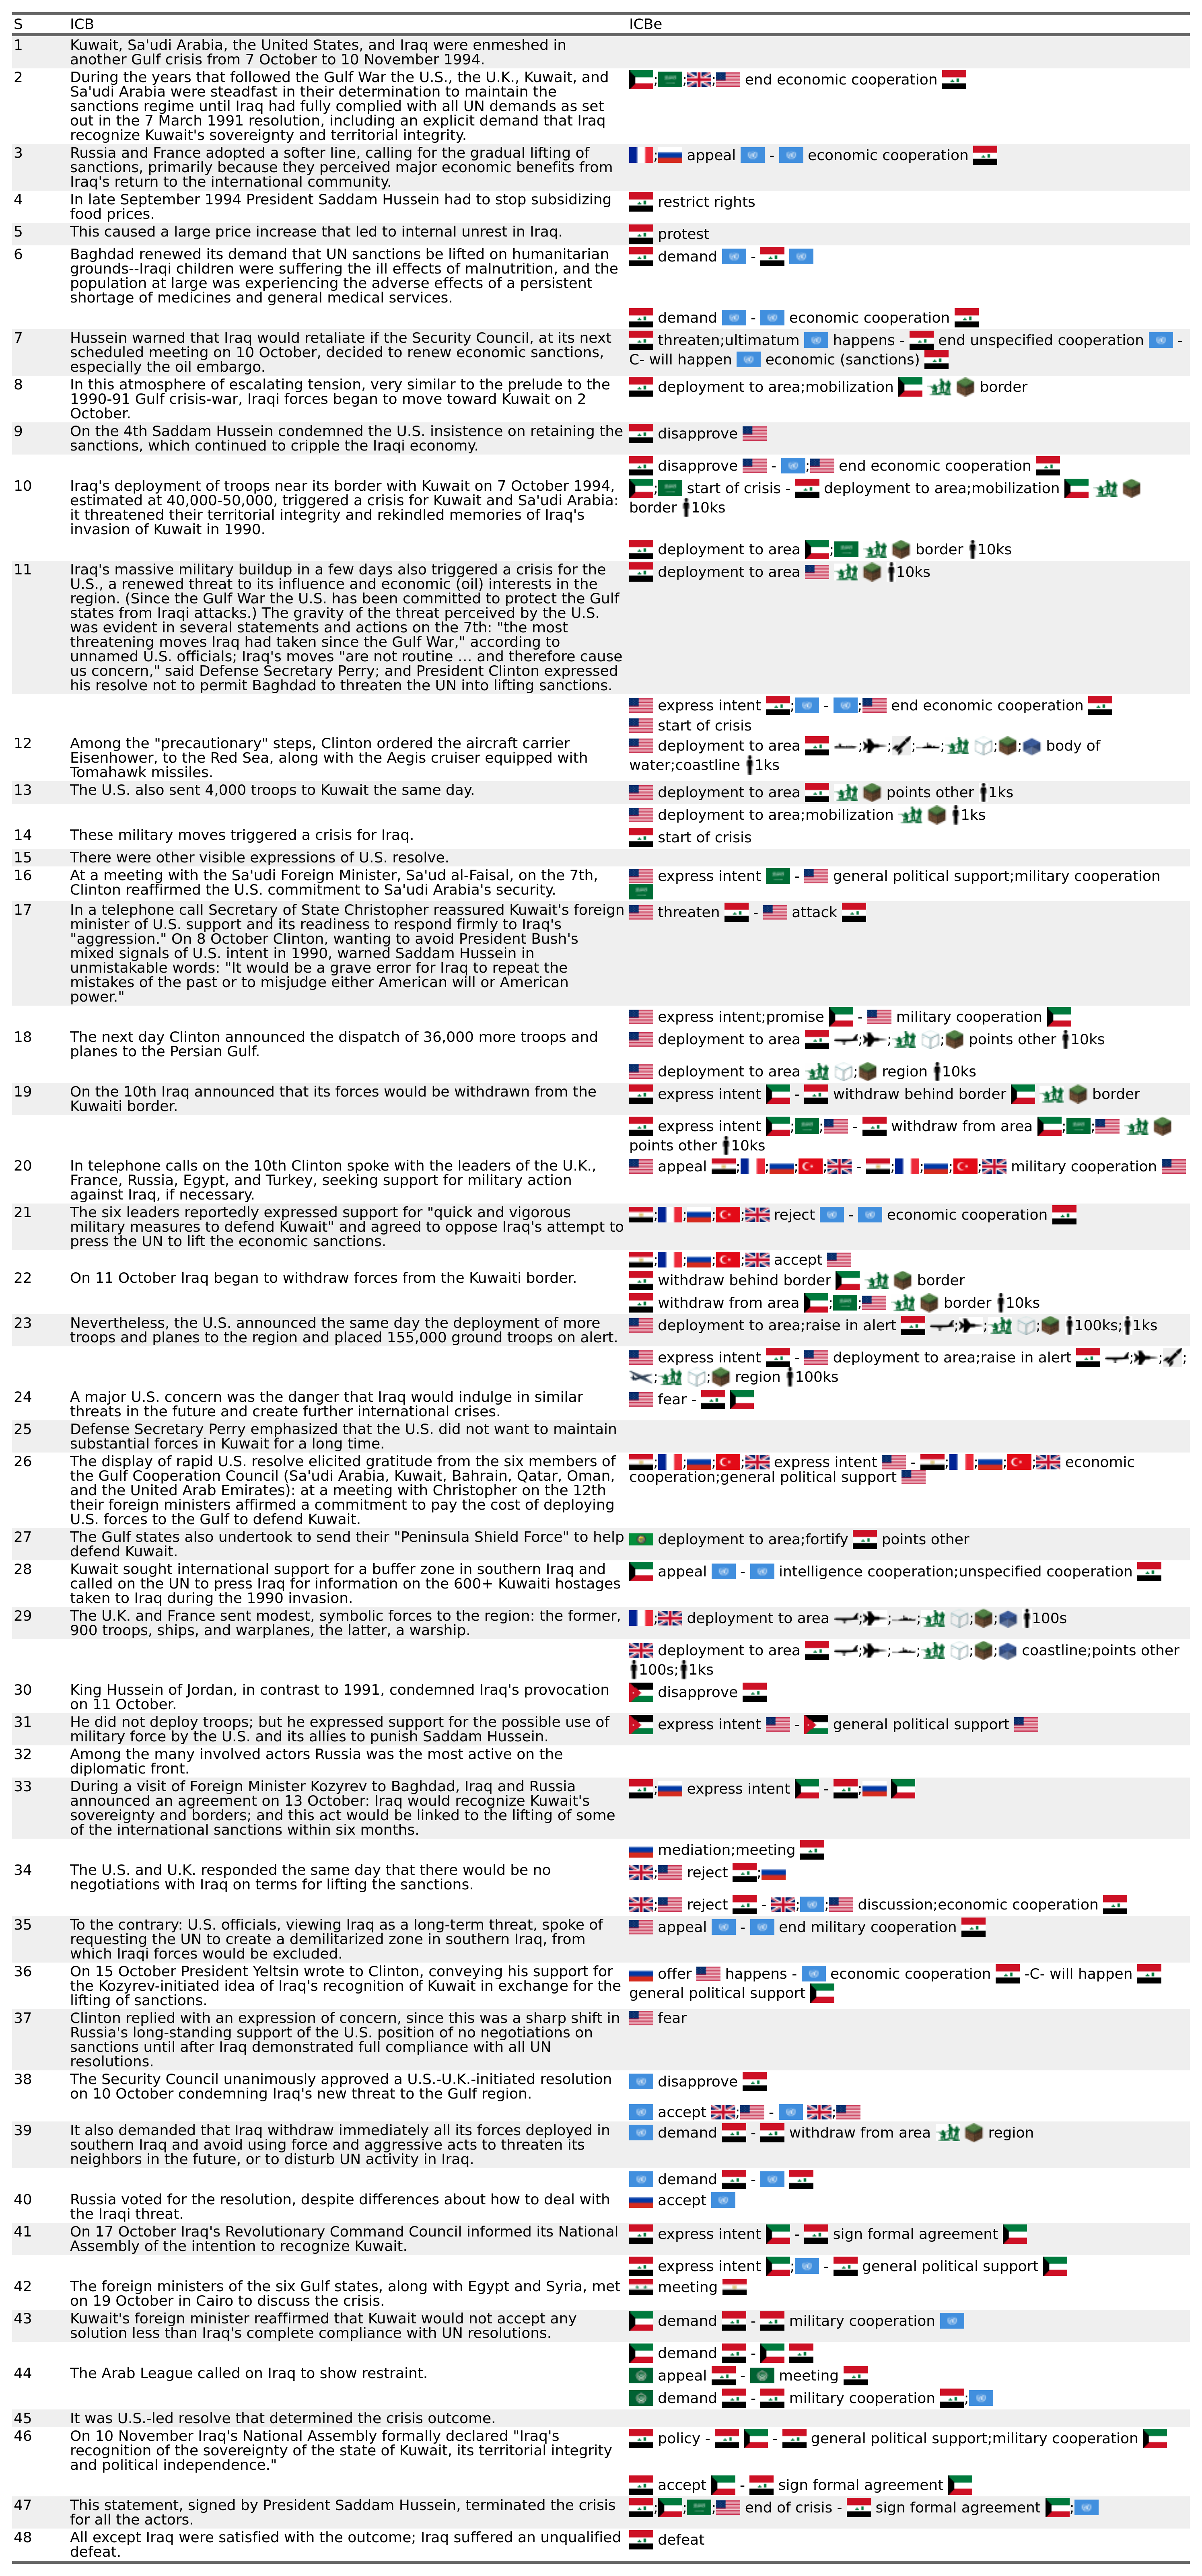 S ICB ICBe
1 Kuwait, Sa'udi Arabia, the United States, and Iraq were enmeshed in
another Gulf crisis from 7 October to 10 November 1994.
2 During the years that followed the Gulf War the U.S., the U.K., Kuwait, and
Sa'udi Arabia were steadfast in their determination to maintain the
sanctions regime until Iraq had fully complied with all UN demands as set
out in the 7 March 1991 resolution, including an explicit demand that Iraq
recognize Kuwait's sovereignty and territorial integrity.
; ; ; end economic cooperation
3 Russia and France adopted a softer line, calling for the gradual lifting of
sanctions, primarily because they perceived major economic benefits from
Iraq's return to the international community.
; appeal - economic cooperation
4 In late September 1994 President Saddam Hussein had to stop subsidizing
food prices.
restrict rights
5 This caused a large price increase that led to internal unrest in Iraq.
protest
6 Baghdad renewed its demand that UN sanctions be lifted on humanitarian
grounds--Iraqi children were suffering the ill effects of malnutrition, and the
population at large was experiencing the adverse effects of a persistent
shortage of medicines and general medical services.
demand -
demand - economic cooperation
7 Hussein warned that Iraq would retaliate if the Security Council, at its next
scheduled meeting on 10 October, decided to renew economic sanctions,
especially the oil embargo.
threaten;ultimatum happens - end unspecified cooperation -
C- will happen economic (sanctions)
8 In this atmosphere of escalating tension, very similar to the prelude to the
1990-91 Gulf crisis-war, Iraqi forces began to move toward Kuwait on 2
October.
deployment to area;mobilization border
9 On the 4th Saddam Hussein condemned the U.S. insistence on retaining the
sanctions, which continued to cripple the Iraqi economy.
disapprove
disapprove - ; end economic cooperation
10 Iraq's deployment of troops near its border with Kuwait on 7 October 1994,
estimated at 40,000-50,000, triggered a crisis for Kuwait and Sa'udi Arabia:
it threatened their territorial integrity and rekindled memories of Iraq's
invasion of Kuwait in 1990.
; start of crisis - deployment to area;mobilization
border 10ks
deployment to area ; border 10ks
11 Iraq's massive military buildup in a few days also triggered a crisis for the
U.S., a renewed threat to its influence and economic (oil) interests in the
region. (Since the Gulf War the U.S. has been committed to protect the Gulf
states from Iraqi attacks.) The gravity of the threat perceived by the U.S.
was evident in several statements and actions on the 7th: "the most
threatening moves Iraq had taken since the Gulf War," according to
unnamed U.S. officials; Iraq's moves "are not routine ... and therefore cause
us concern," said Defense Secretary Perry; and President Clinton expressed
his resolve not to permit Baghdad to threaten the UN into lifting sanctions.
deployment to area 10ks
express intent ; - ; end economic cooperation
start of crisis
12 Among the "precautionary" steps, Clinton ordered the aircraft carrier
Eisenhower, to the Red Sea, along with the Aegis cruiser equipped with
Tomahawk missiles.
deployment to area ; ; ; ; ; ; ; body of
water;coastline 1ks
13 The U.S. also sent 4,000 troops to Kuwait the same day.
deployment to area points other 1ks
deployment to area;mobilization 1ks
14 These military moves triggered a crisis for Iraq.
start of crisis
15 There were other visible expressions of U.S. resolve.
16 At a meeting with the Sa'udi Foreign Minister, Sa'ud al-Faisal, on the 7th,
Clinton reaffirmed the U.S. commitment to Sa'udi Arabia's security.
express intent - general political support;military cooperation
17 In a telephone call Secretary of State Christopher reassured Kuwait's foreign
minister of U.S. support and its readiness to respond firmly to Iraq's
"aggression." On 8 October Clinton, wanting to avoid President Bush's
mixed signals of U.S. intent in 1990, warned Saddam Hussein in
unmistakable words: "It would be a grave error for Iraq to repeat the
mistakes of the past or to misjudge either American will or American
power."
threaten - attack
express intent;promise - military cooperation
18 The next day Clinton announced the dispatch of 36,000 more troops and
planes to the Persian Gulf.
deployment to area ; ; ; points other 10ks
deployment to area ; region 10ks
19 On the 10th Iraq announced that its forces would be withdrawn from the
Kuwaiti border.
express intent - withdraw behind border border
express intent ; ; - withdraw from area ; ;
points other 10ks
20 In telephone calls on the 10th Clinton spoke with the leaders of the U.K.,
France, Russia, Egypt, and Turkey, seeking support for military action
against Iraq, if necessary.
appeal ; ; ; ; - ; ; ; ; military cooperation
21 The six leaders reportedly expressed support for "quick and vigorous
military measures to defend Kuwait" and agreed to oppose Iraq's attempt to
press the UN to lift the economic sanctions.
; ; ; ; reject - economic cooperation
; ; ; ; accept
22 On 11 October Iraq began to withdraw forces from the Kuwaiti border.
withdraw behind border border
withdraw from area ; ; border 10ks
23 Nevertheless, the U.S. announced the same day the deployment of more
troops and planes to the region and placed 155,000 ground troops on alert.
deployment to area;raise in alert ; ; ; 100ks; 1ks
express intent - deployment to area;raise in alert ; ; ;
; ; region 100ks
24 A major U.S. concern was the danger that Iraq would indulge in similar
threats in the future and create further international crises.
fear -
25 Defense Secretary Perry emphasized that the U.S. did not want to maintain
substantial forces in Kuwait for a long time.
26 The display of rapid U.S. resolve elicited gratitude from the six members of
the Gulf Cooperation Council (Sa'udi Arabia, Kuwait, Bahrain, Qatar, Oman,
and the United Arab Emirates): at a meeting with Christopher on the 12th
their foreign ministers affirmed a commitment to pay the cost of deploying
U.S. forces to the Gulf to defend Kuwait.
; ; ; ; express intent - ; ; ; ; economic
cooperation;general political support
27 The Gulf states also undertook to send their "Peninsula Shield Force" to help
defend Kuwait.
deployment to area;fortify points other
28 Kuwait sought international support for a buffer zone in southern Iraq and
called on the UN to press Iraq for information on the 600+ Kuwaiti hostages
taken to Iraq during the 1990 invasion.
appeal - intelligence cooperation;unspecified cooperation
29 The U.K. and France sent modest, symbolic forces to the region: the former,
900 troops, ships, and warplanes, the latter, a warship.
; deployment to area ; ; ; ; ; 100s
deployment to area ; ; ; ; ; coastline;points other
100s; 1ks
30 King Hussein of Jordan, in contrast to 1991, condemned Iraq's provocation
on 11 October.
disapprove
31 He did not deploy troops; but he expressed support for the possible use of
military force by the U.S. and its allies to punish Saddam Hussein.
express intent - general political support
32 Among the many involved actors Russia was the most active on the
diplomatic front.
33 During a visit of Foreign Minister Kozyrev to Baghdad, Iraq and Russia
announced an agreement on 13 October: Iraq would recognize Kuwait's
sovereignty and borders; and this act would be linked to the lifting of some
of the international sanctions within six months.
; express intent - ;
mediation;meeting
34 The U.S. and U.K. responded the same day that there would be no
negotiations with Iraq on terms for lifting the sanctions.
; reject ;
; reject - ; ; discussion;economic cooperation
35 To the contrary: U.S. officials, viewing Iraq as a long-term threat, spoke of
requesting the UN to create a demilitarized zone in southern Iraq, from
which Iraqi forces would be excluded.
appeal - end military cooperation
36 On 15 October President Yeltsin wrote to Clinton, conveying his support for
the Kozyrev-initiated idea of Iraq's recognition of Kuwait in exchange for the
lifting of sanctions.
offer happens - economic cooperation -C- will happen
general political support
37 Clinton replied with an expression of concern, since this was a sharp shift in
Russia's long-standing support of the U.S. position of no negotiations on
sanctions until after Iraq demonstrated full compliance with all UN
resolutions.
fear
38 The Security Council unanimously approved a U.S.-U.K.-initiated resolution
on 10 October condemning Iraq's new threat to the Gulf region.
disapprove
accept ; - ;
39 It also demanded that Iraq withdraw immediately all its forces deployed in
southern Iraq and avoid using force and aggressive acts to threaten its
neighbors in the future, or to disturb UN activity in Iraq.
demand - withdraw from area region
demand -
40 Russia voted for the resolution, despite differences about how to deal with
the Iraqi threat.
accept
41 On 17 October Iraq's Revolutionary Command Council informed its National
Assembly of the intention to recognize Kuwait.
express intent - sign formal agreement
express intent ; - general political support
42 The foreign ministers of the six Gulf states, along with Egypt and Syria, met
on 19 October in Cairo to discuss the crisis.
meeting
43 Kuwait's foreign minister reaffirmed that Kuwait would not accept any
solution less than Iraq's complete compliance with UN resolutions.
demand - military cooperation
demand -
44 The Arab League called on Iraq to show restraint.
appeal - meeting
demand - military cooperation ;
45 It was U.S.-led resolve that determined the crisis outcome.
46 On 10 November Iraq's National Assembly formally declared "Iraq's
recognition of the sovereignty of the state of Kuwait, its territorial integrity
and political independence."
policy - - general political support;military cooperation
accept - sign formal agreement
47 This statement, signed by President Saddam Hussein, terminated the crisis
for all the actors.
; ; ; end of crisis - sign formal agreement ;
48 All except Iraq were satisfied with the outcome; Iraq suffered an unqualified
defeat.
defeat